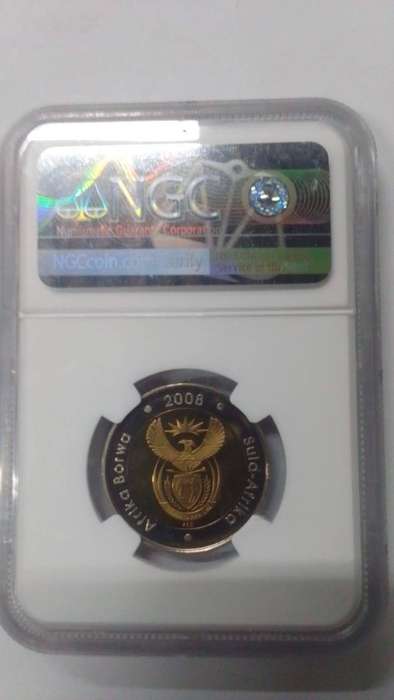 NGC
Numismatic Guaranty Corporation
NGCcoin.com
2008
Afrika Borwa
Suid-Afrika